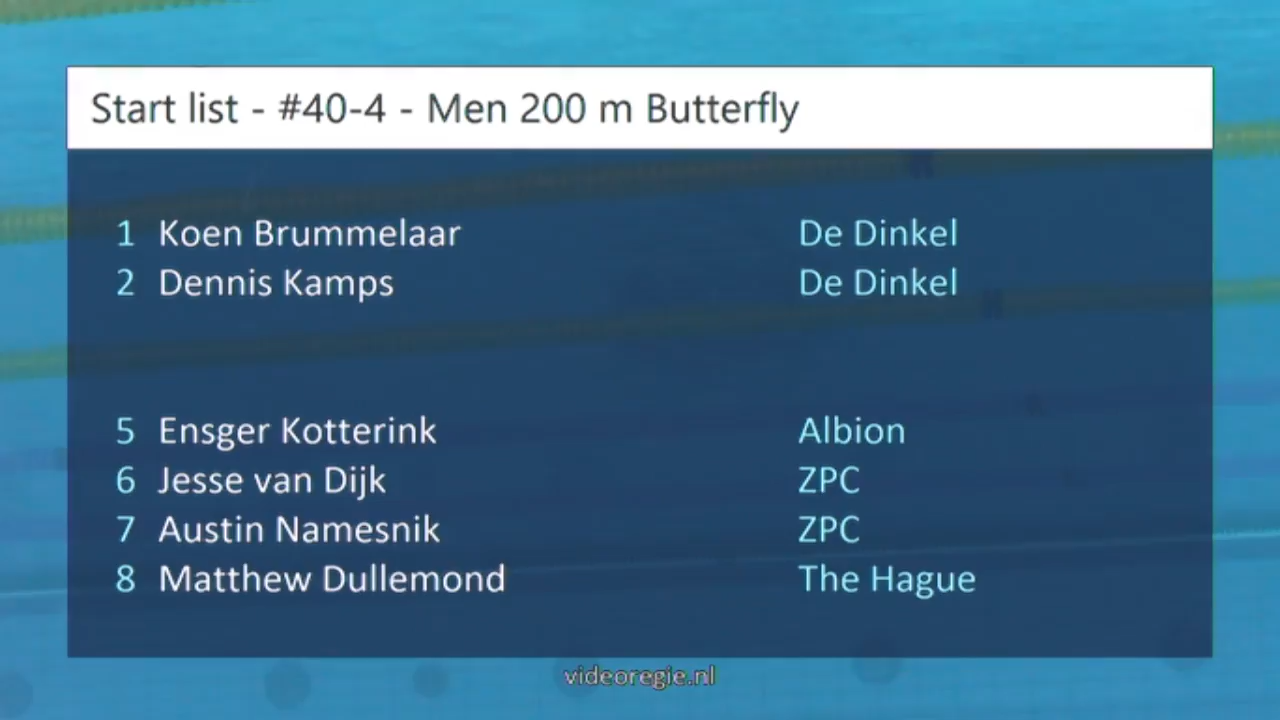 Start list - #40-4 - Men 200 m Butterfly
1 Koen Brummelaar De Dinkel
2 Dennis Kamps De Dinkel
5 Ensger Kotterink Albion
6 Jesse van Dijk ZPC
7 Austin Namesnik ZPC
8 Matthew Dullemond The Hague
videoregie.nl